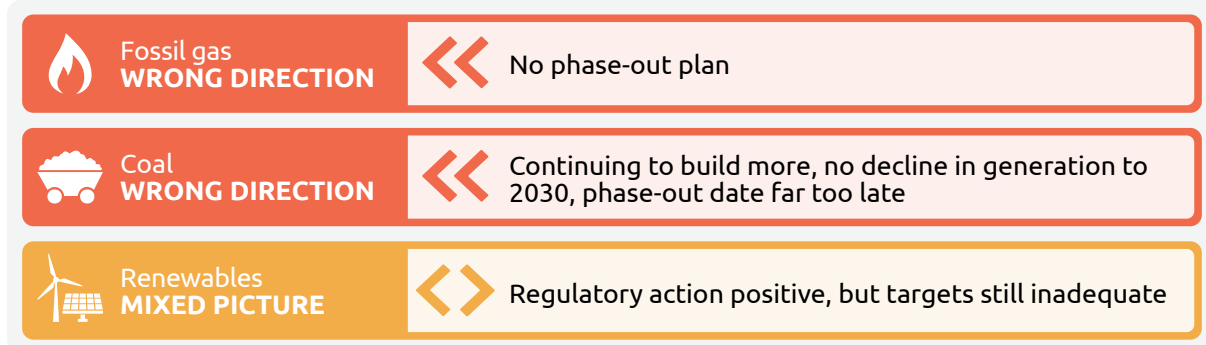 Fossil gas
WRONG DIRECTION
No phase-out plan
Coal
WRONG DIRECTION
Continuing to build more, no decline in generation to
2030, phase-out date far too late
Renewables
MIXED PICTURE
Regulatory action positive, but targets still inadequate